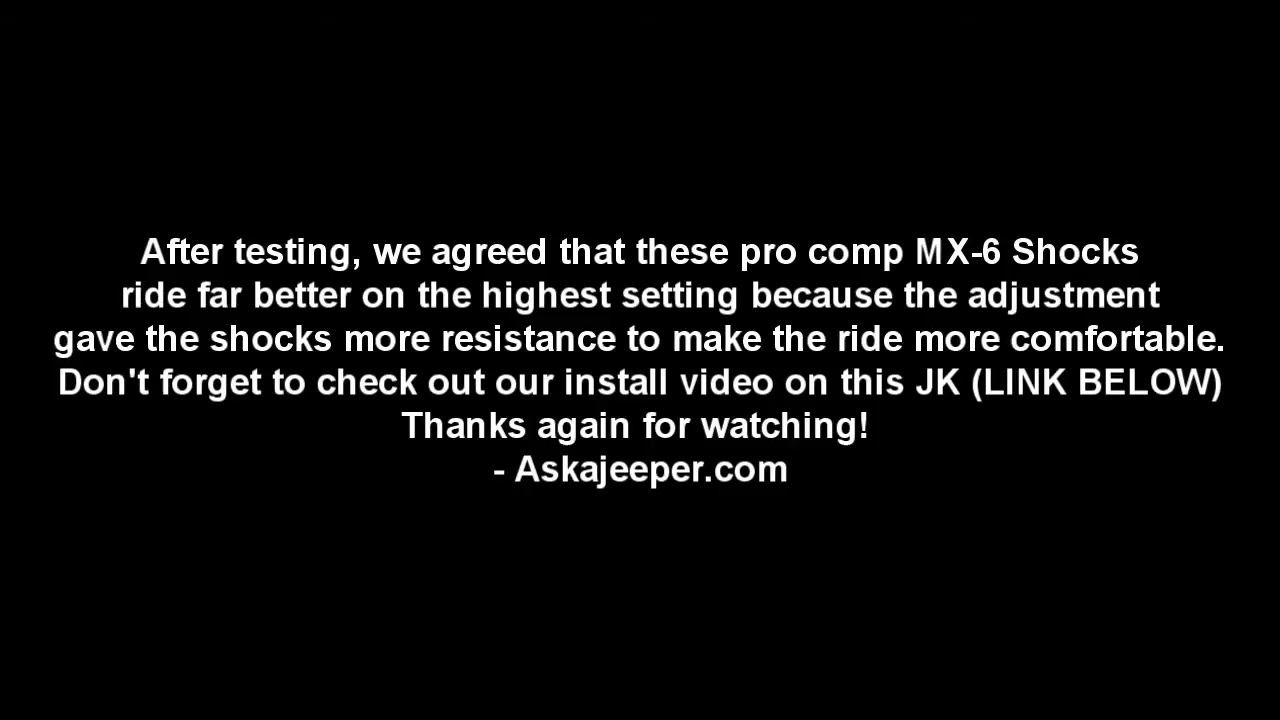 After testing, we agreed that these pro comp MX-6 Shocks
ride far better on the highest setting because the adjustment
gave the shocks more resistance to make the ride more comfortable.
Don't forget to check out our install video on this JK (LINK BELOW)
Thanks again for watching!
- Askajeeper.com